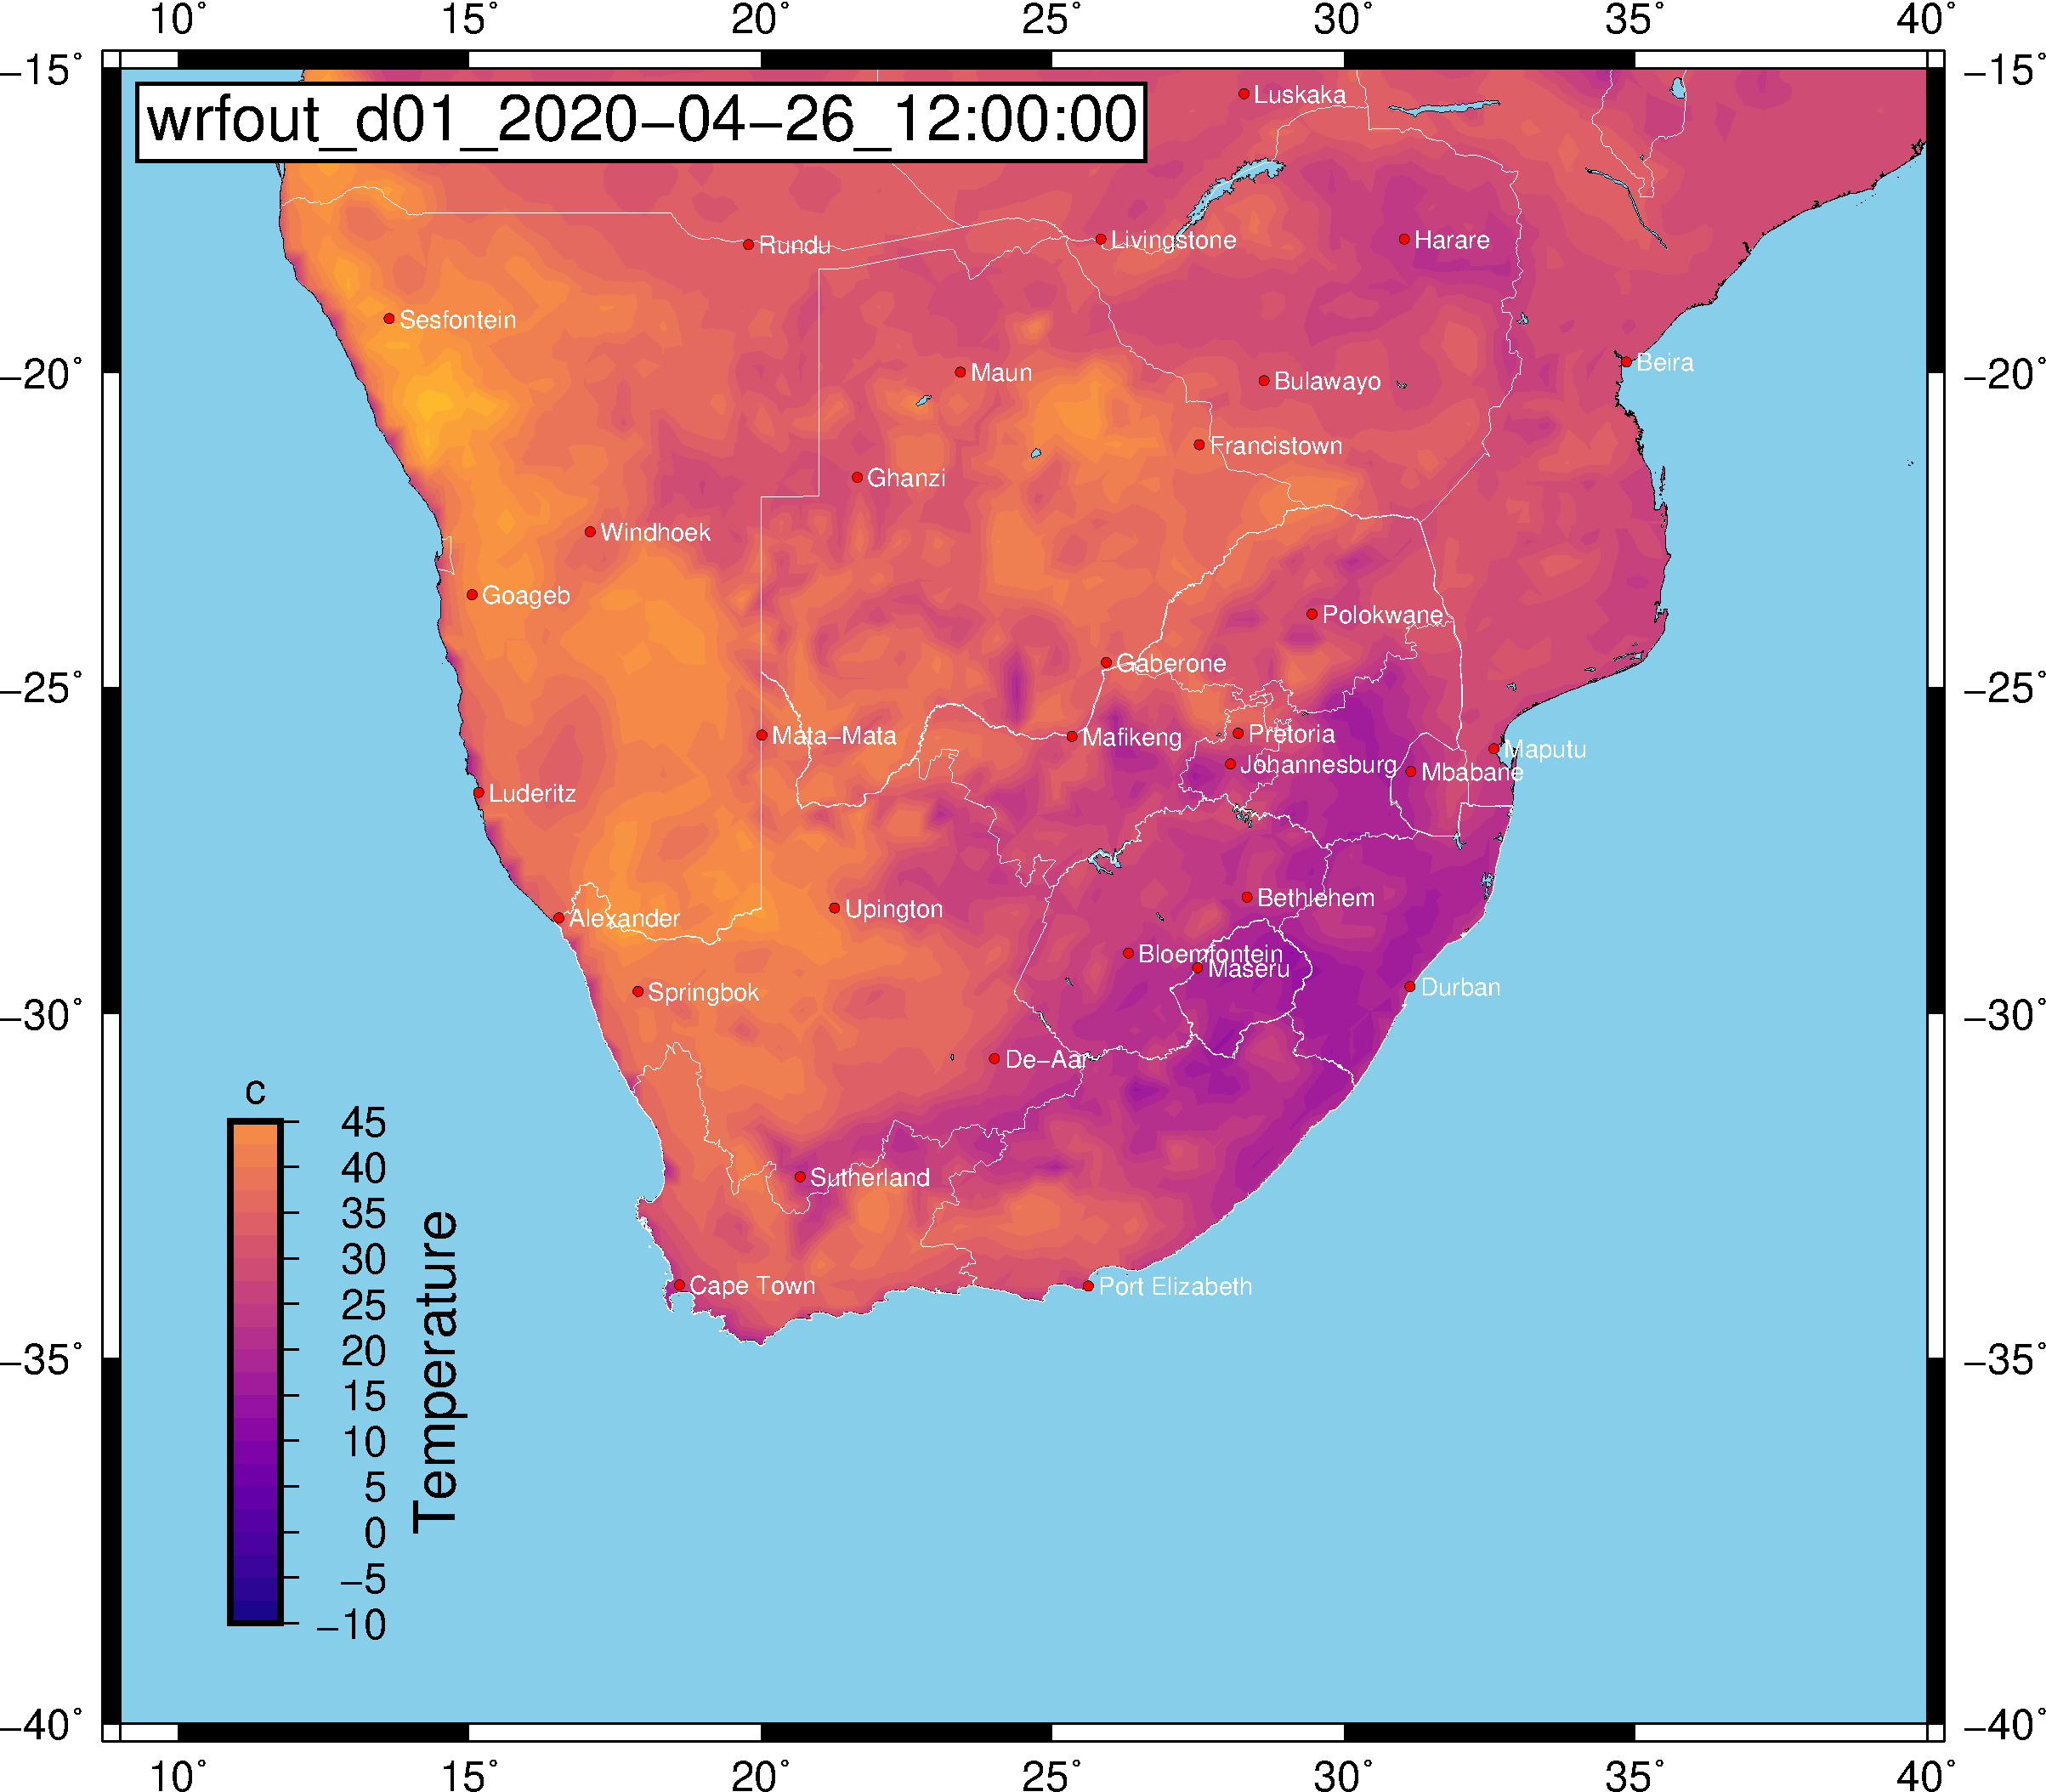 10° 15° 20° 25° 30° 35° 40°
−15° −15°
wrfout_d01_2020−04−26_12:00:00
Luskaka
Rundu
Livingstone
Harare
Sesfontein
Beira
−20° −20°
Maun
Bulawayo
Francistown
Ghanzi
Windhoek
Goageb
Polokwane
Gaberone
−25° −25°
Mata−Mata
Mafikeng
Pretoria
Maputu
Johannesburg
Mbabane
Luderitz
Bethlehem
Alexander
Upington
Bloemfontein
Maseru
Durban
Springbok
−30° −30°
De−Aar
Sutherland
Cape Town
Port Elizabeth
c
45
40
35
30
25
20
15
10
5
0
−5
−10
Temperature
−35° −35°
−40° −40°
10° 15° 20° 25° 30° 35° 40°